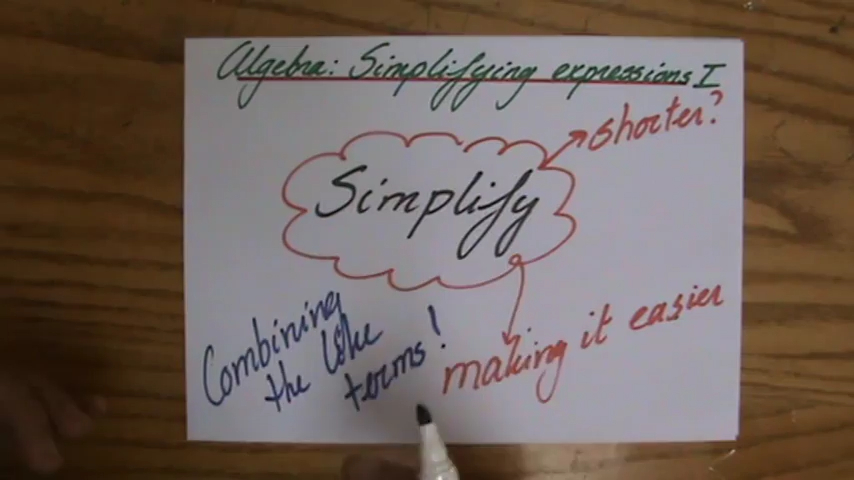 Algebra: Simplifying expressions I
shorter?
Simplify
Combining
the like
terms!
making it easier